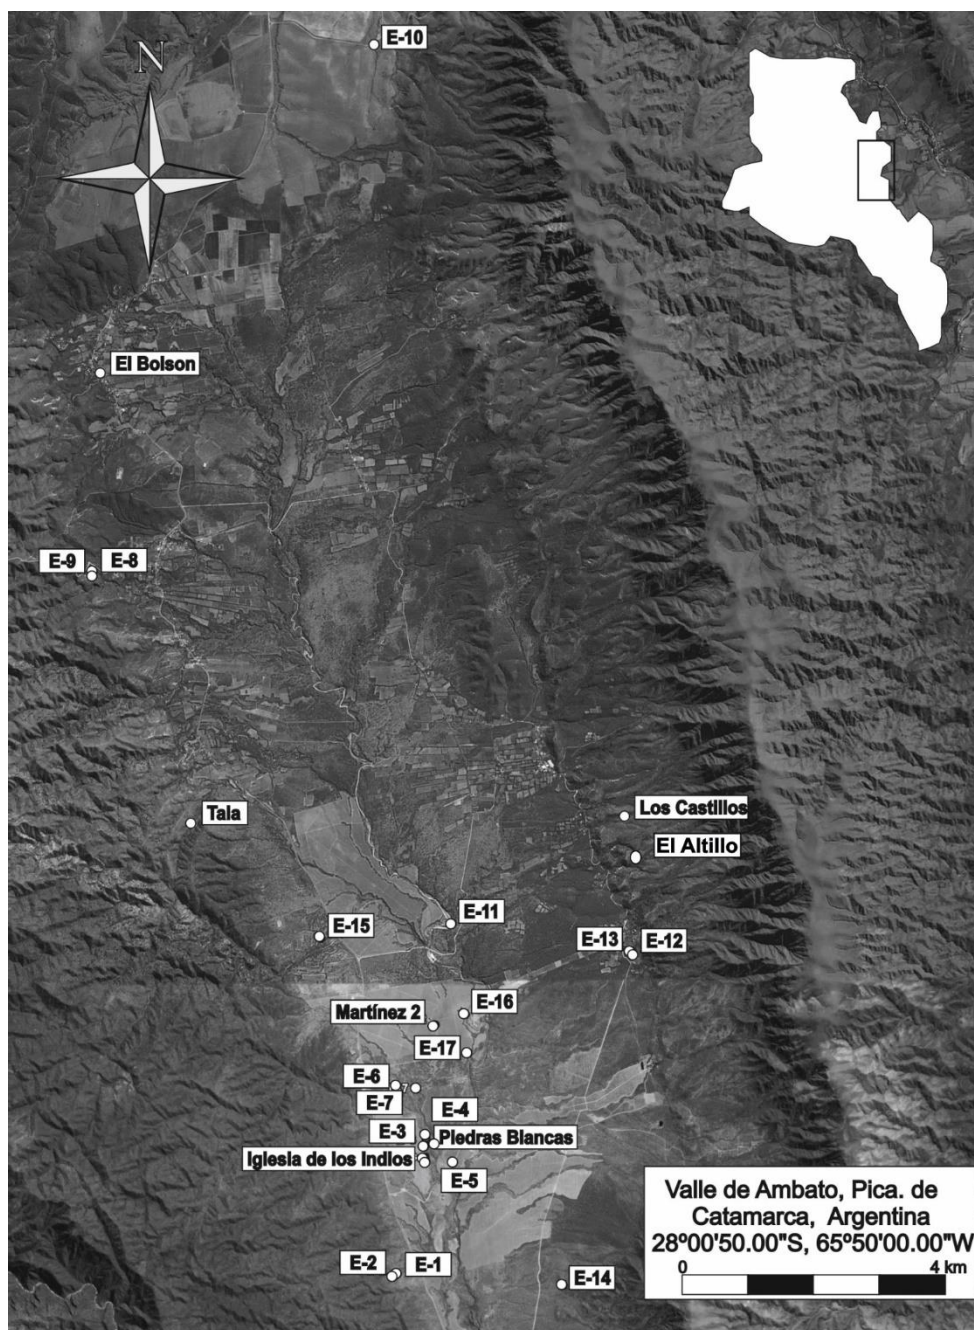 E-10
N
El Bolson
E-9
E-8
Tala
Los Castillos
El Altillo
E-11
E-15
E-13
E-12
E-16
Martínez 2
E-17
E-6
7
E-7
E-4
E-3
Piedras Blancas
Iglesia de los Indios
E-5
Valle de Ambato, Pica. de
Catamarca, Argentina
28º00'50.00"S, 65º50'00.00"W
0 4 km
E-2
E-1
E-14